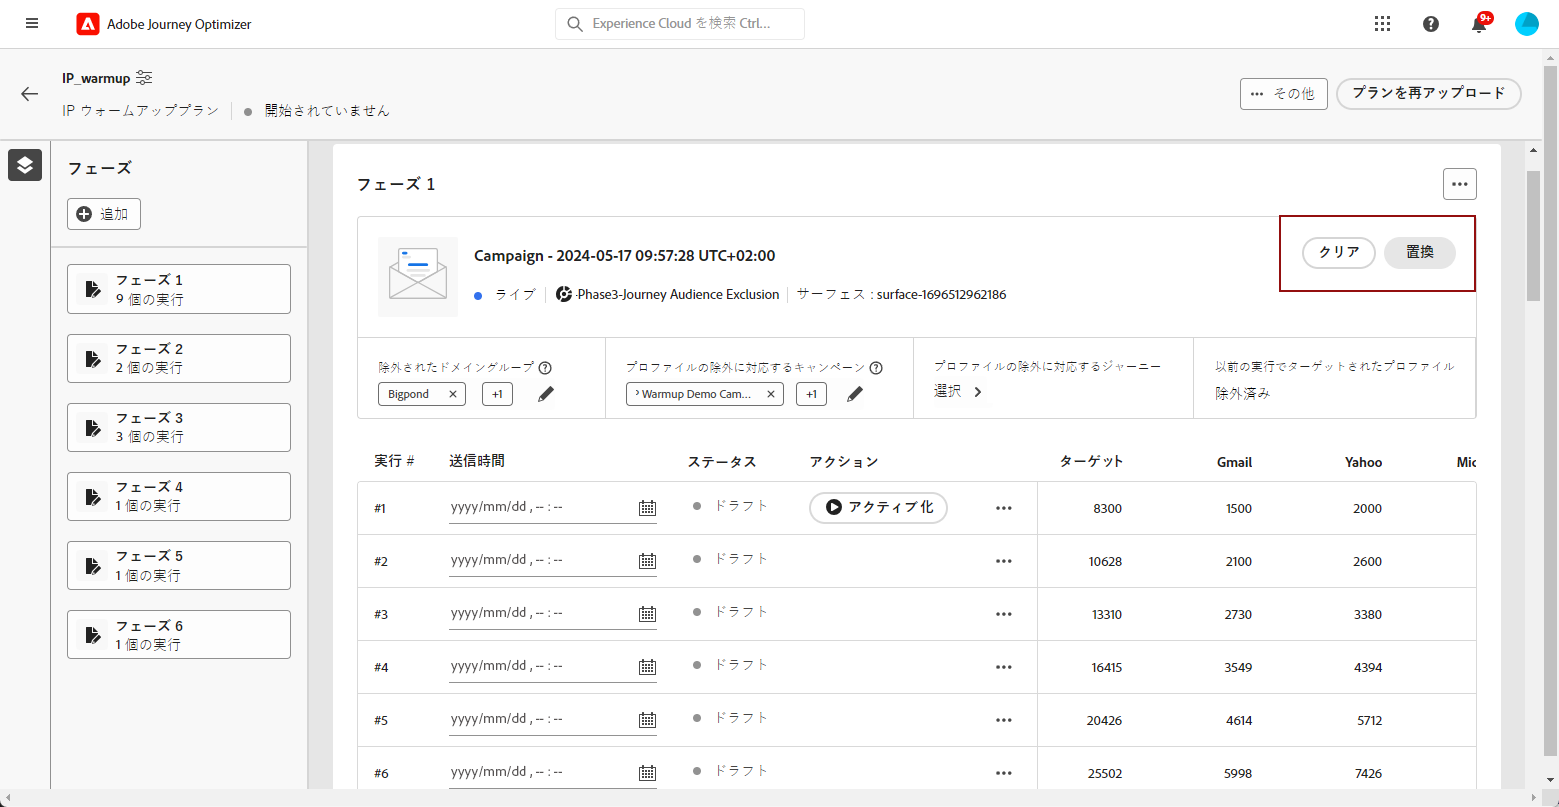 Adobe Journey Optimizer
Experience Cloud を検索 Ctrl...
9+
IP_warmup
IP ウォームアッププラン
開始されていません
その他
プランを再アップロード
フェーズ
追加
フェーズ 1
9 個の実行
フェーズ 2
2 個の実行
フェーズ 3
3 個の実行
フェーズ 4
1 個の実行
フェーズ 5
1 個の実行
フェーズ 6
1 個の実行
フェーズ 1
Campaign - 2024-05-17 09:57:28 UTC+02:00
ライブ
·Phase3-Journey Audience Exclusion
サーフェス : surface-1696512962186
クリア
置換
除外されたドメイングループ
Bigpond
+1
プロファイルの除外に対応するキャンペーン
Warmup Demo Cam...
+1
プロファイルの除外に対応するジャーニー
選択
以前の実行でターゲットされたプロファイル
除外済み
実行 # 送信時間 ステータス アクション ターゲット Gmail Yahoo Mic
#1 yyyy/mm/dd , -- : -- ドラフト アクティブ化 8300 1500 2000
#2 yyyy/mm/dd , -- : -- ドラフト 10628 2100 2600
#3 yyyy/mm/dd , -- : -- ドラフト 13310 2730 3380
#4 yyyy/mm/dd , -- : -- ドラフト 16415 3549 4394
#5 yyyy/mm/dd , -- : -- ドラフト 20426 4614 5712
#6 yyyy/mm/dd , -- : -- ドラフト 25502 5998 7426